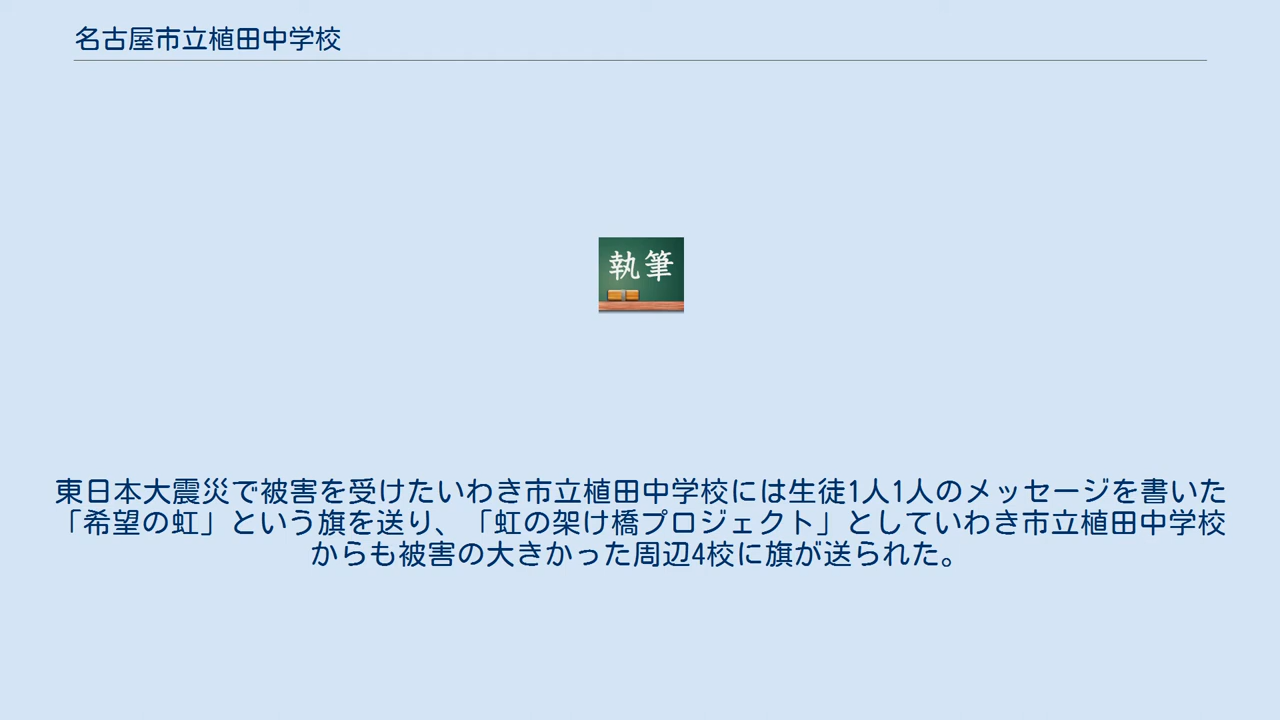 名古屋市立植田中学校
執筆
東日本大震災で被害を受けたいわき市立植田中学校には生徒1人1人のメッセージを書いた
「希望の虹」という旗を送り、「虹の架け橋プロジェクト」としていわき市立植田中学校
からも被害の大きかった周辺4校に旗が送られた。